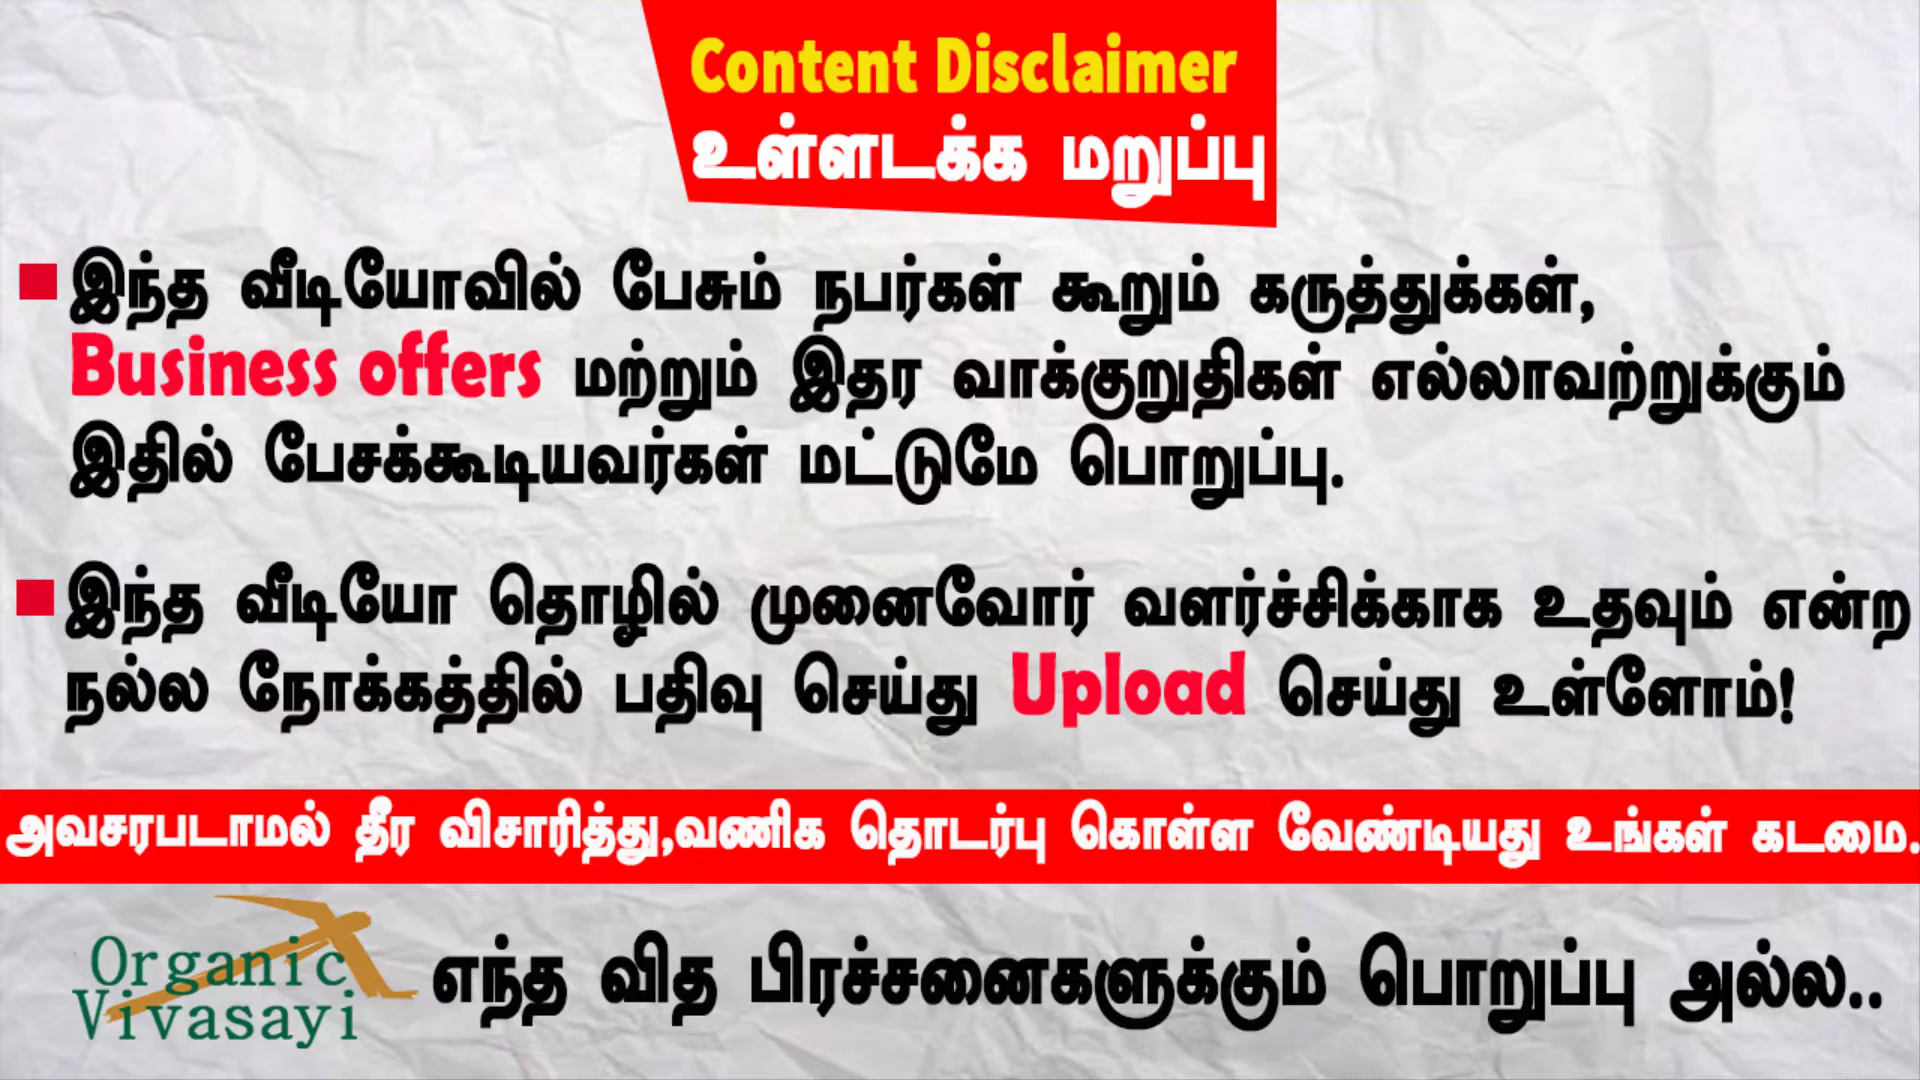 Content Disclaimer
உள்ளடக்க மறுப்பு
இந்த வீடியோவில் பேசும் நபர்கள் கூறும் கருத்துக்கள்,
Business offers மற்றும் இதர வாக்குறுதிகள் எல்லாவற்றுக்கும்
இதில் பேசக்கூடியவர்கள் மட்டுமே பொறுப்பு.
இந்த வீடியோ தொழில் முனைவோர் வளர்ச்சிக்காக உதவும் என்ற
நல்ல நோக்கத்தில் பதிவு செய்து Upload செய்து உள்ளோம்!
அவசரபடாமல் தீர விசாரித்து,வணிக தொடர்பு கொள்ள வேண்டியது உங்கள் கடமை.
Organic
Vivasayi
எந்த வித பிரச்சனைகளுக்கும் பொறுப்பு அல்ல..